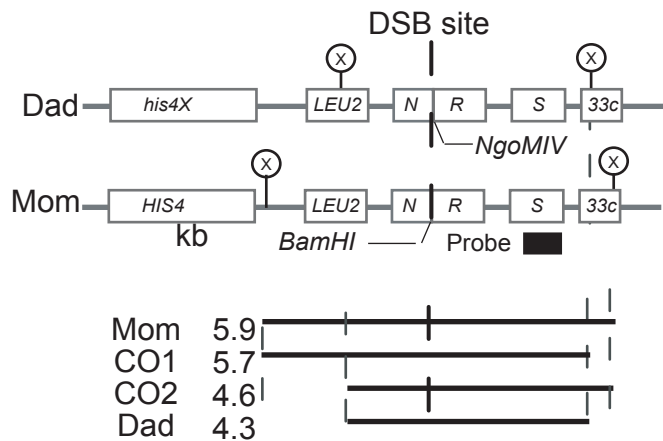 DSB site
X X
Dad his4X LEU2 N R S 33c
NgoMIV
X X
Mom HIS4 LEU2 N R S 33c
kb BamHI Probe
Mom 5.9
CO1 5.7
CO2 4.6
Dad 4.3